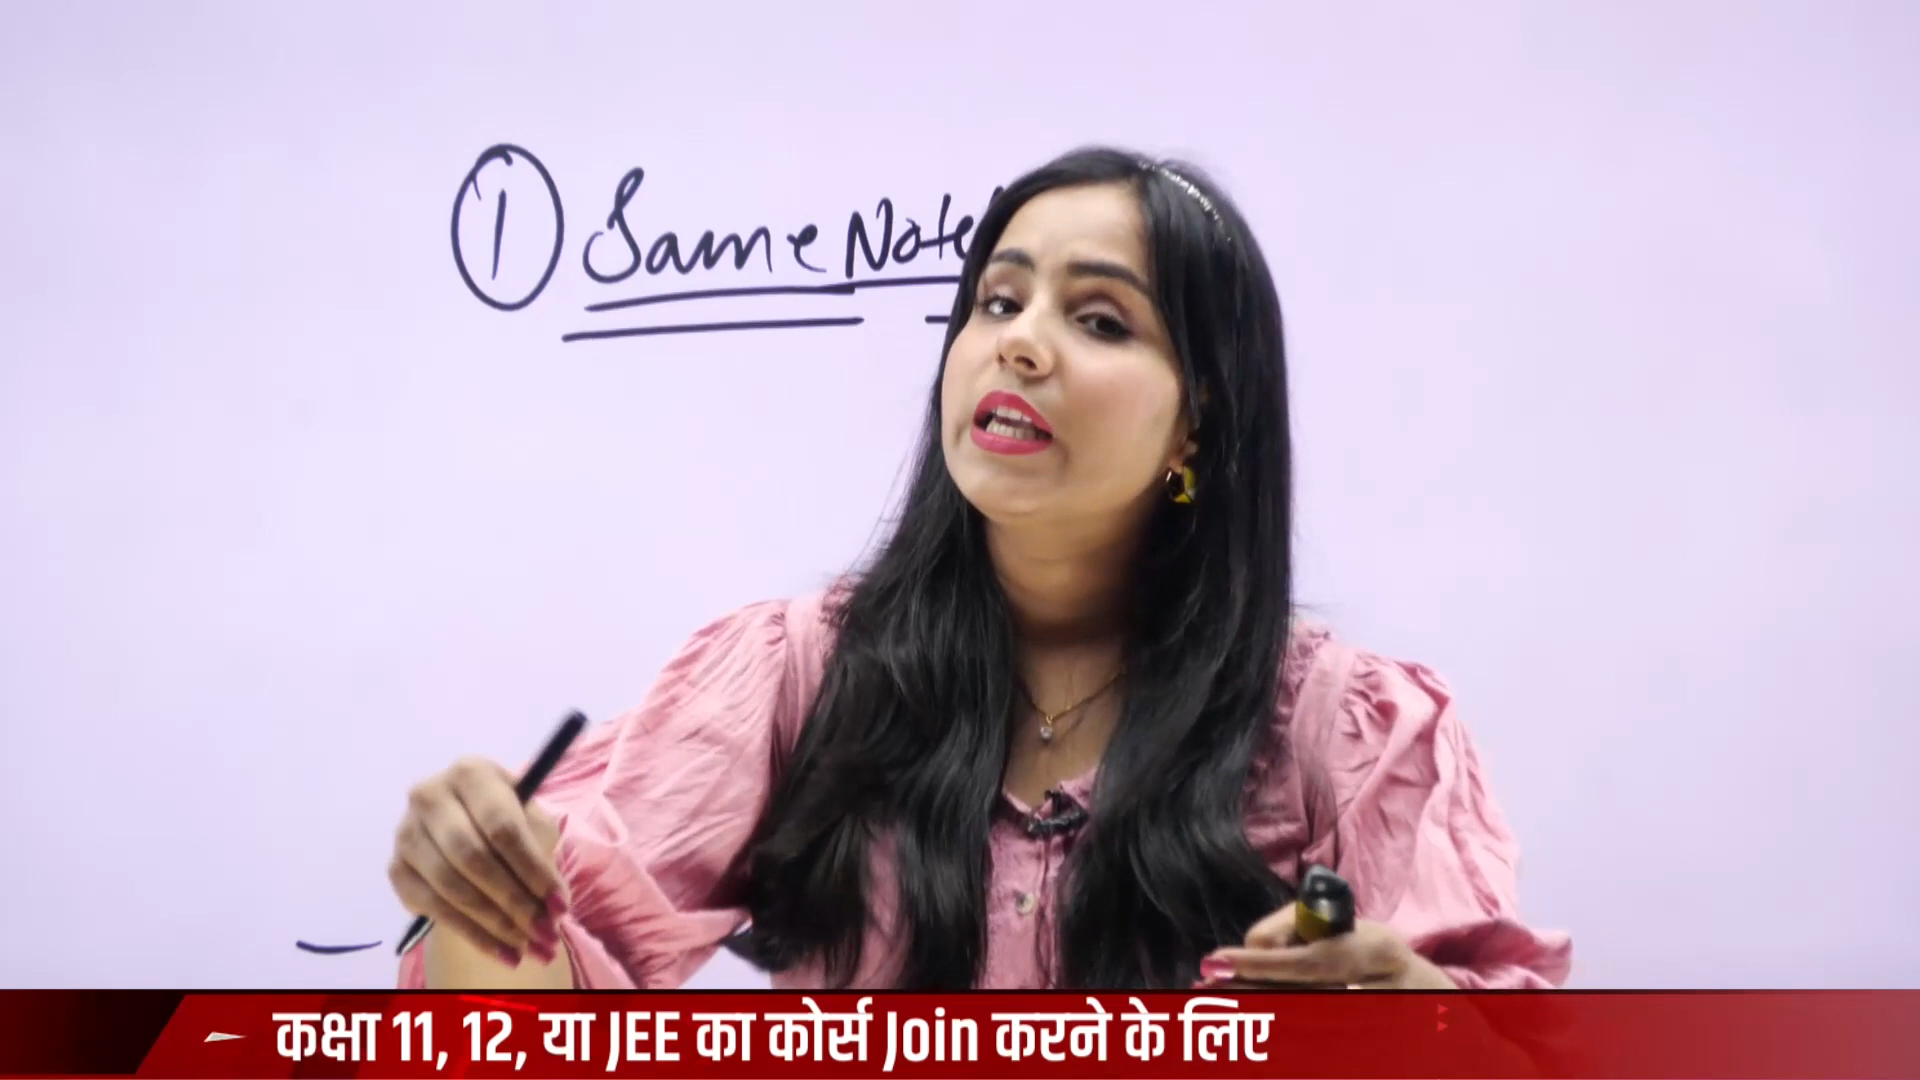 ① Same Note
कक्षा 11, 12, या JEE का कोर्स Join करने के लिए